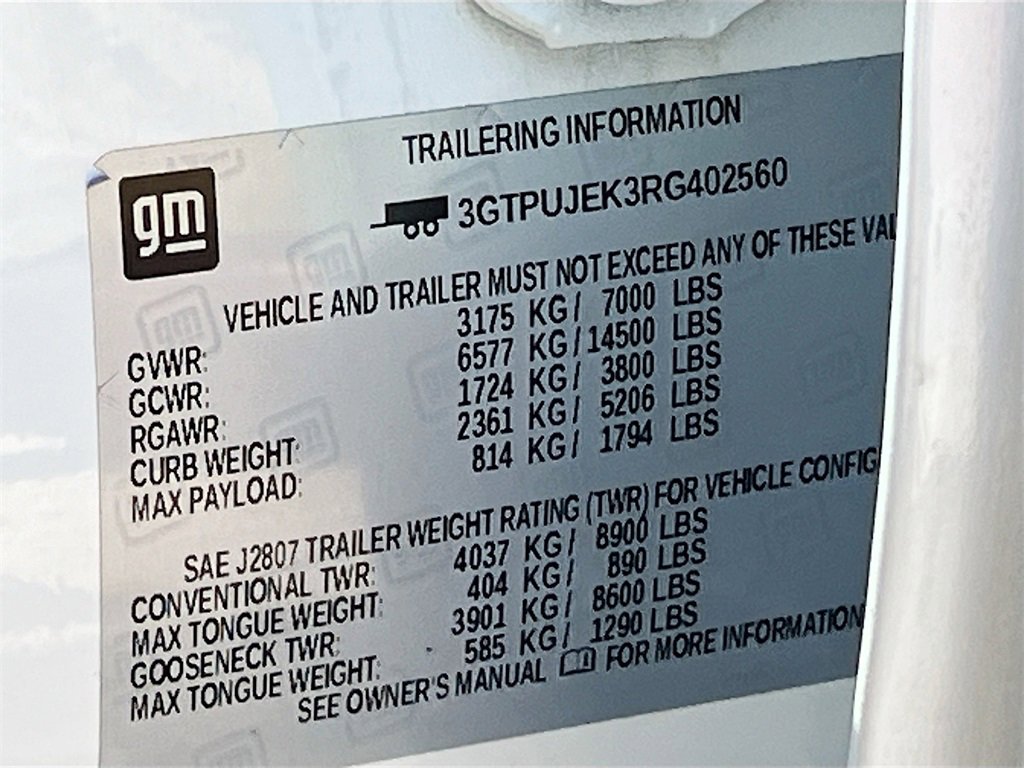 gm
TRAILERING INFORMATION
3GTPUJEK3RG402560
VEHICLE AND TRAILER MUST NOT EXCEED ANY OF THESE
GVWR: 3175 KG/ 7000 LBS
GCWR: 6577 KG/14500 LBS
RGAWR: 1724 KG/ 3800 LBS
CURB WEIGHT: 2361 KG/ 5206 LBS
MAX PAYLOAD: 814 KG/ 1794 LBS
SAE J2807 TRAILER WEIGHT RATING (TWR) FOR VEHICLE CONFIG
CONVENTIONAL TWR: 4037 KG/ 8900 LBS
MAX TONGUE WEIGHT: 404 KG/ 890 LBS
GOOSENECK TWR: 3901 KG/ 8600 LBS
MAX TONGUE WEIGHT: 585 KG/ 1290 LBS
SEE OWNER'S MANUAL FOR MORE INFORMATION